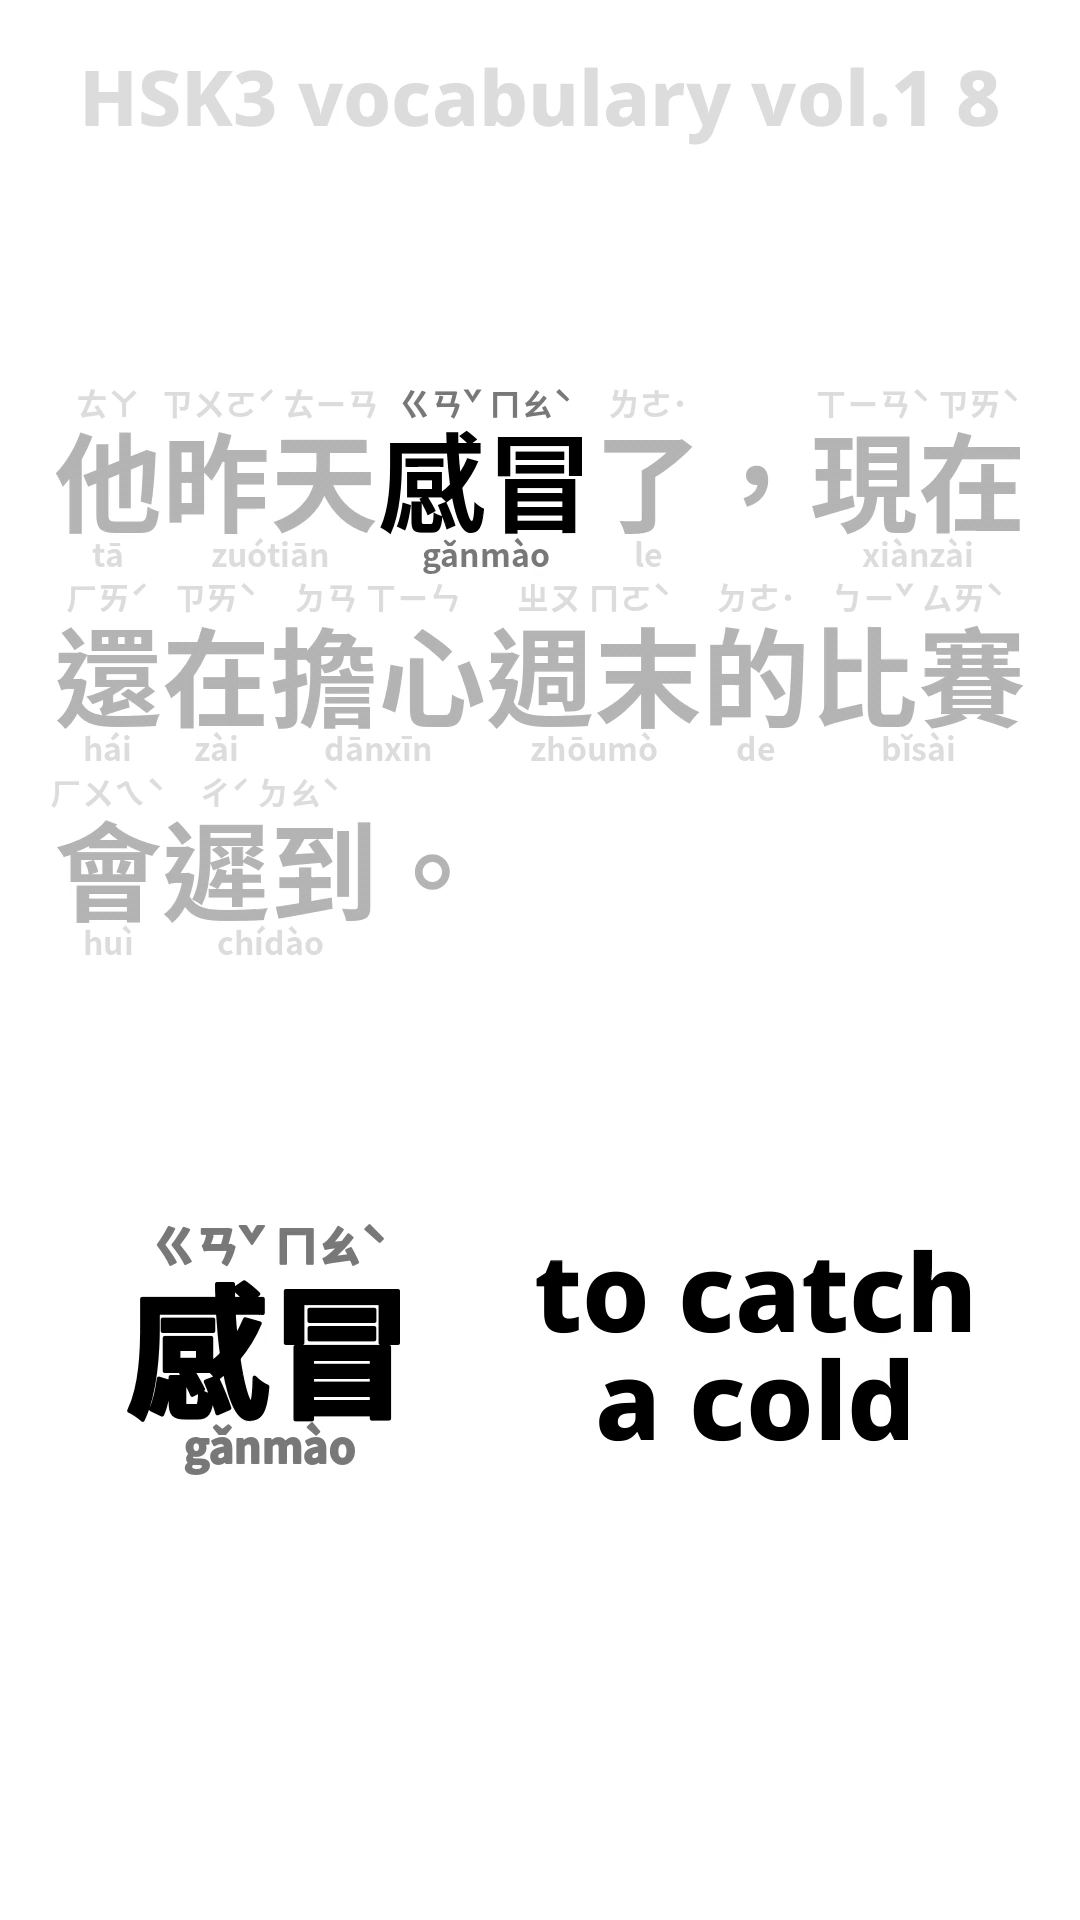 HSK3 vocabulary vol.1 8
ㄊㄚ ㄗㄨㄛˊ ㄊㄧㄢ ㄍㄢˇ ㄇㄠˋ ㄌㄜ˙ ㄒㄧㄢˋ ㄗㄞˋ
他昨天感冒了，現在
tā zuótiān gǎnmào le xiànzài
ㄏㄞˊ ㄗㄞˋ ㄉㄢ ㄒㄧㄣ ㄓㄡ ㄇㄛˋ ㄉㄜ˙ ㄅㄧˇ ㄙㄞˋ
還在擔心週末的比賽
hái zài dānxīn zhōumò de bǐsài
ㄏㄨㄟˋ ㄔˊ ㄉㄠˋ
會遲到。
huì chídào
ㄍㄢˇ ㄇㄠˋ
感冒
gǎnmào
to catch
a cold